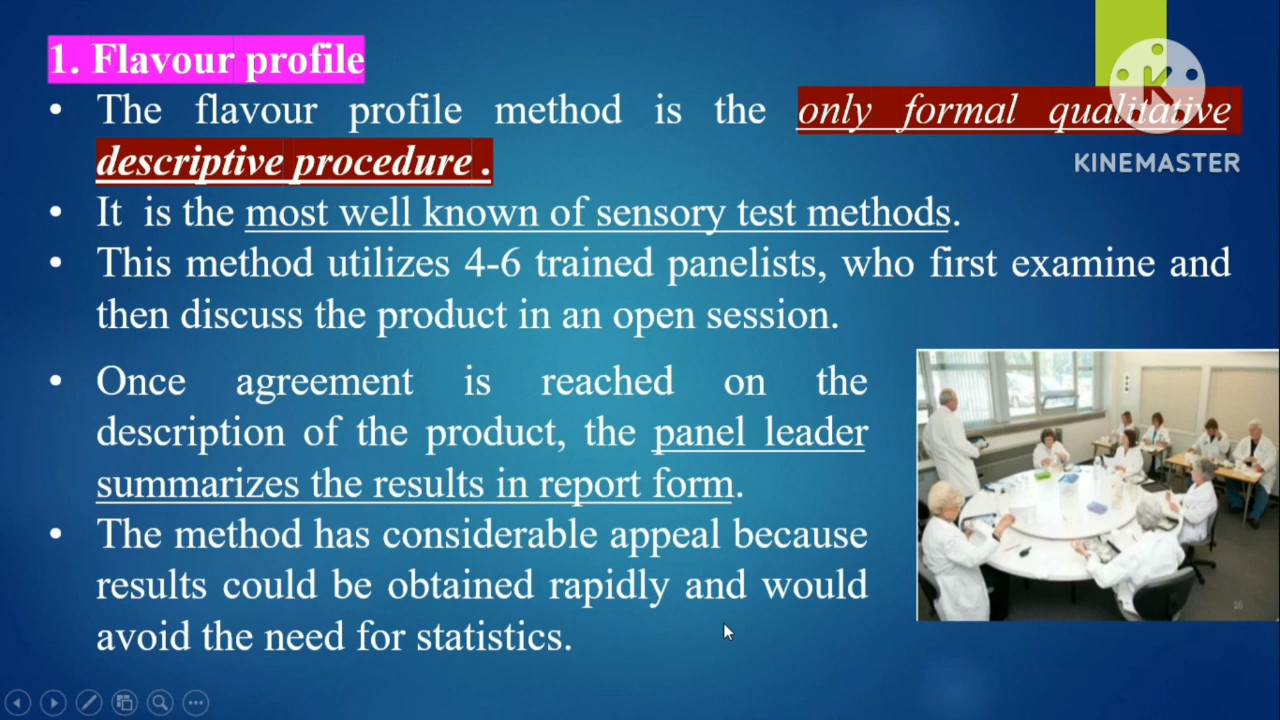 1. Flavour profile
• The flavour profile method is the only formal qualitative
descriptive procedure .
• It is the most well known of sensory test methods.
• This method utilizes 4-6 trained panelists, who first examine and
then discuss the product in an open session.
• Once agreement is reached on the
description of the product, the panel leader
summarizes the results in report form.
• The method has considerable appeal because
results could be obtained rapidly and would
avoid the need for statistics.
K
KINEMASTER
16